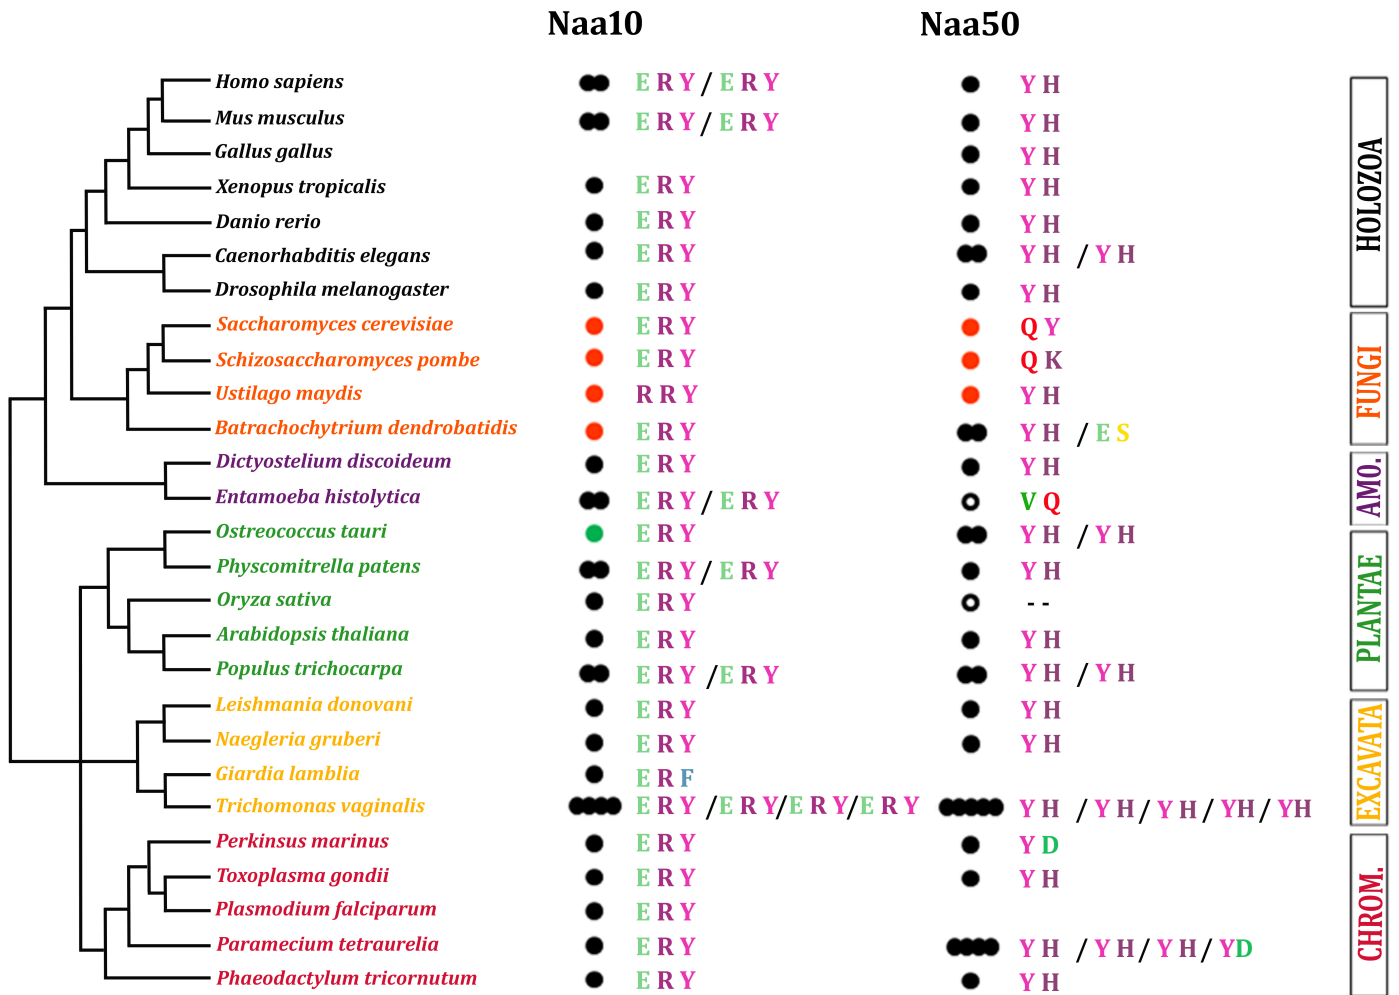 Naa10 Naa50
Homo sapiens E R Y / E R Y Y H
Mus musculus E R Y / E R Y Y H
Gallus gallus Y H
Xenopus tropicalis E R Y Y H
Danio rerio E R Y Y H
Caenorhabditis elegans E R Y Y H / Y H
Drosophila melanogaster E R Y Y H
HOLOZOA
Saccharomyces cerevisiae E R Y Q Y
Schizosaccharomyces pombe E R Y Q K
Ustilago maydis R R Y Y H
Batrachochytrium dendrobatidis E R Y Y H / E S
FUNGI
Dictyostelium discoideum E R Y Y H
Entamoeba histolytica E R Y / E R Y V Q
AMO.
Ostreococcus tauri E R Y Y H / Y H
Physcomitrella patens E R Y / E R Y Y H
Oryza sativa E R Y - -
Arabidopsis thaliana E R Y Y H
Populus trichocarpa E R Y / E R Y Y H / Y H
PLANTAE
Leishmania donovani E R Y Y H
Naegleria gruberi E R Y Y H
Giardia lamblia E R F
Trichomonas vaginalis E R Y / E R Y / E R Y / E R Y Y H / Y H / Y H / Y H / Y H
EXCAVATA
Perkinsus marinus E R Y Y D
Toxoplasma gondii E R Y Y H
Plasmodium falciparum E R Y
Paramecium tetraurelia E R Y Y H / Y H / Y H / Y D
Phaeodactylum tricornutum E R Y Y H
CHROM.